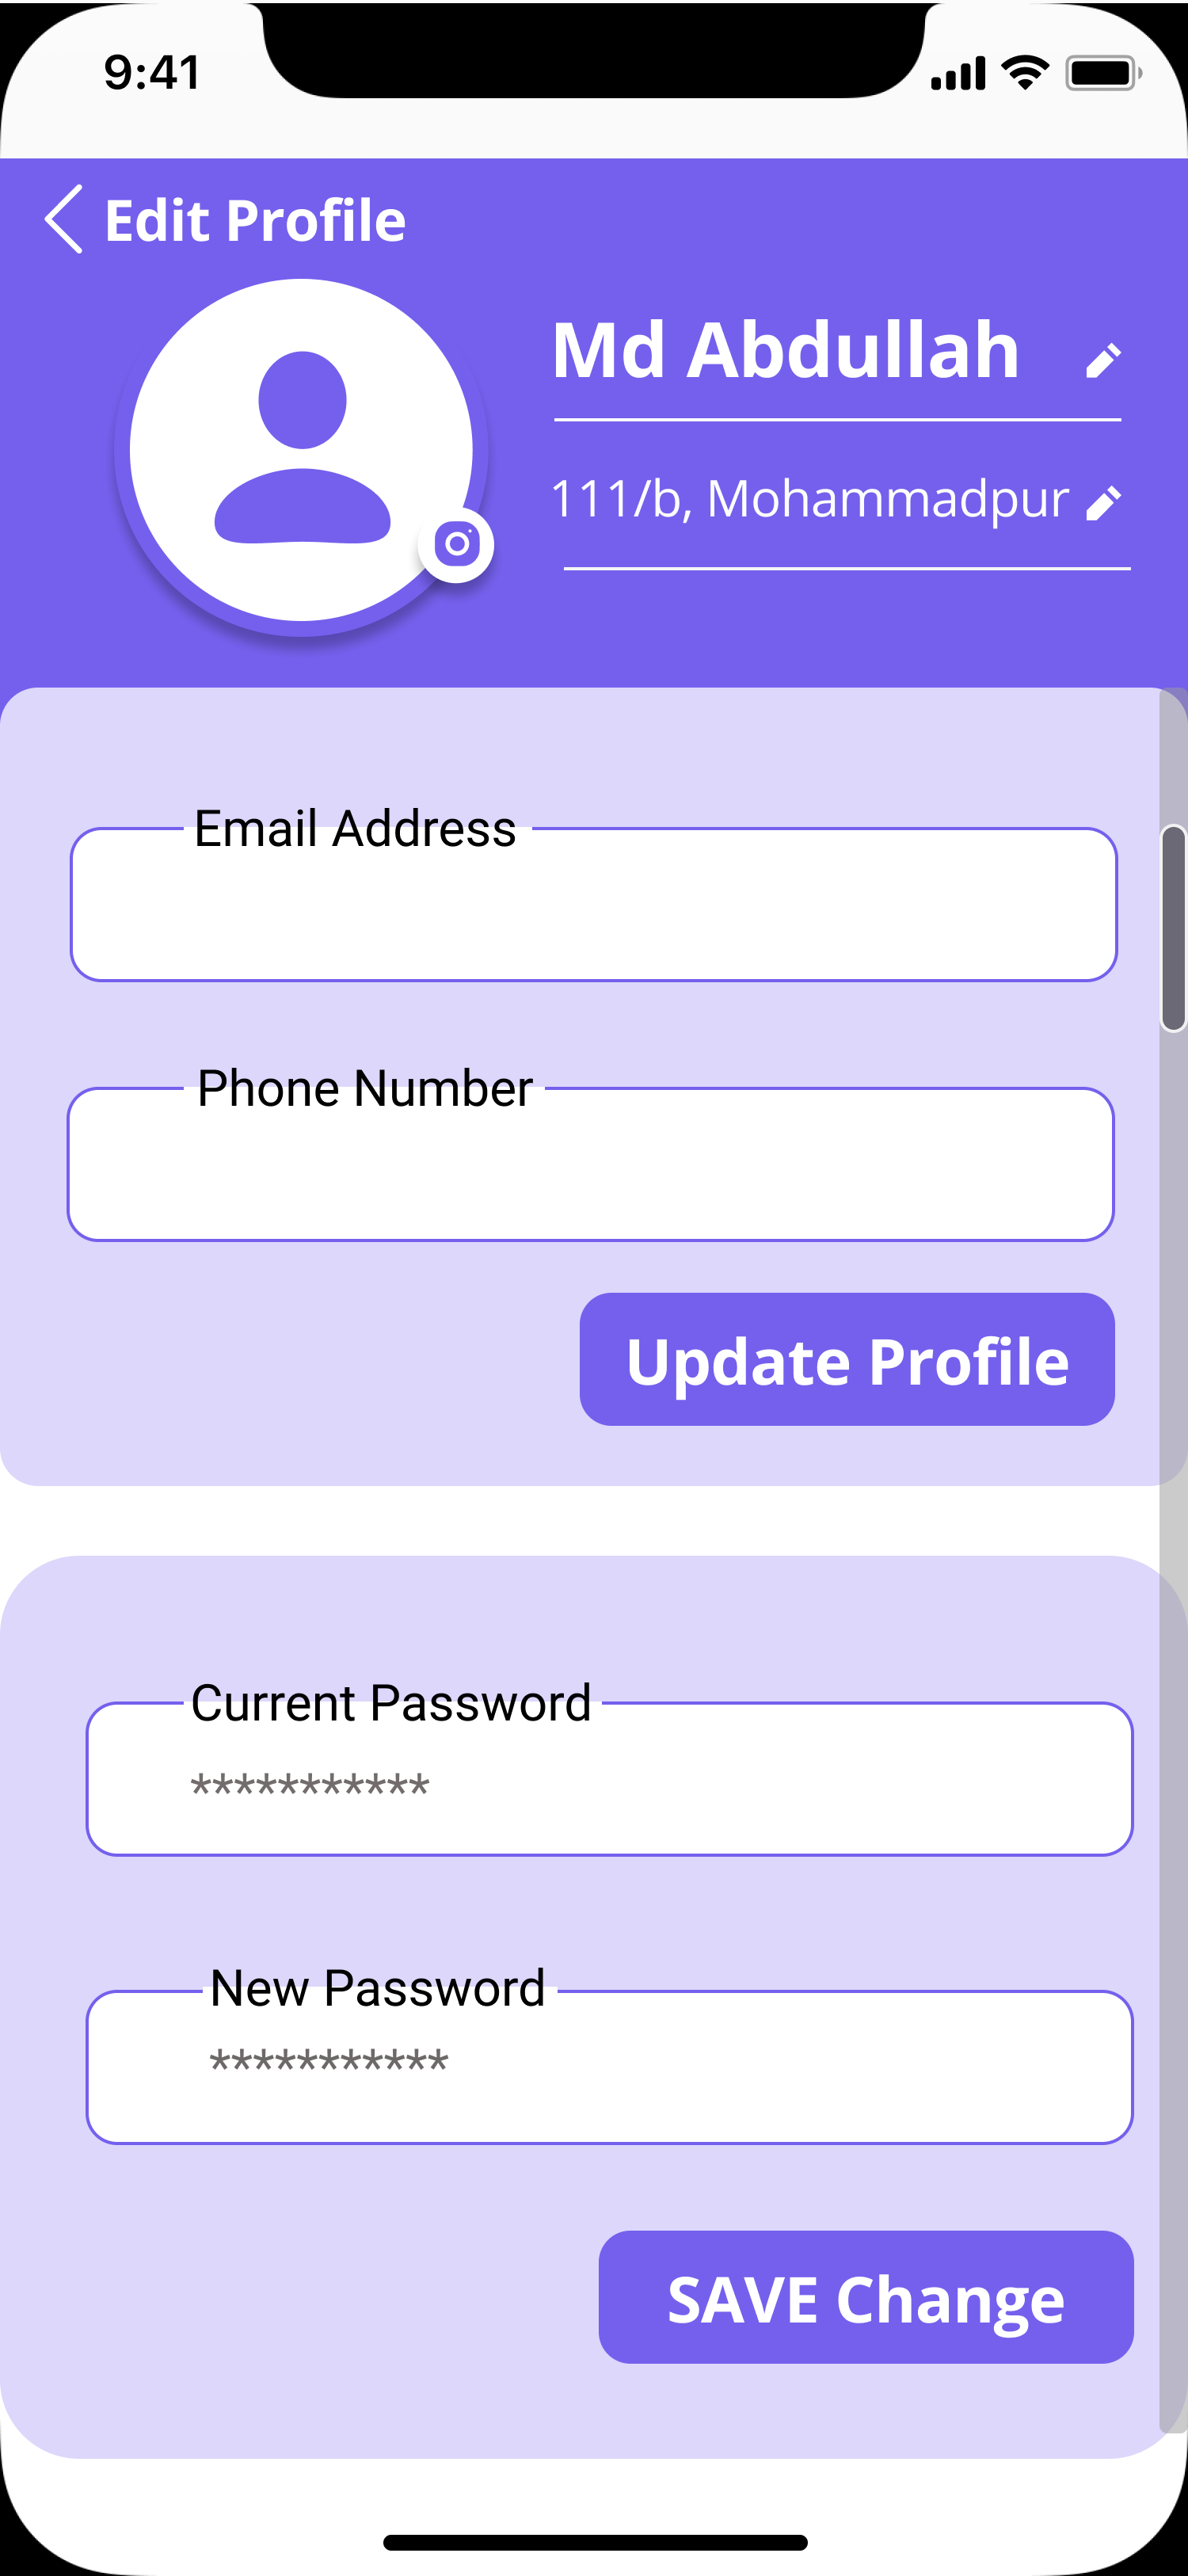 9:41
Edit Profile
Md Abdullah
111/b, Mohammadpur
Email Address
Phone Number
Update Profile
Current Password
***********
New Password
***********
SAVE Change